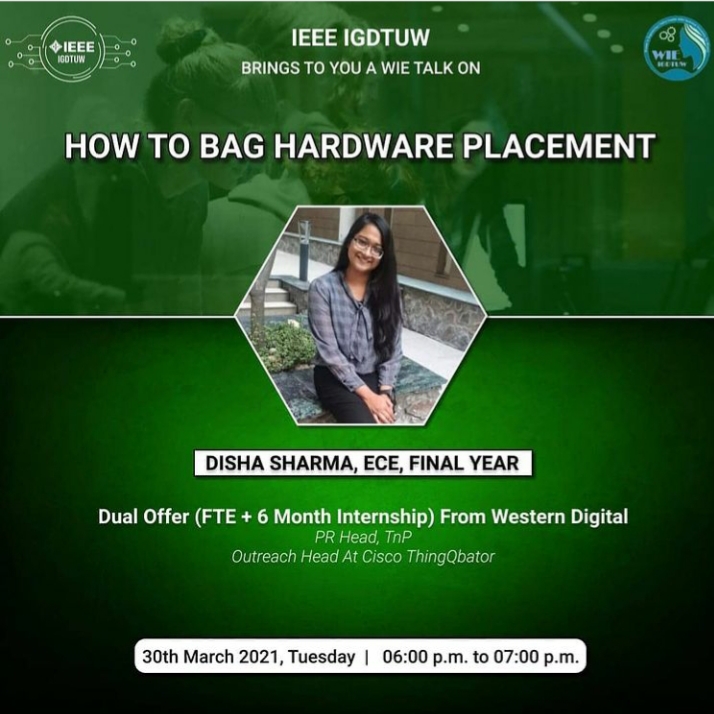 IEEE
IGDTUW
IEEE IGDTUW
BRINGS TO YOU A WIE TALK ON
WIE
IGDTUW
HOW TO BAG HARDWARE PLACEMENT
DISHA SHARMA, ECE, FINAL YEAR
Dual Offer (FTE + 6 Month Internship) From Western Digital
PR Head, TnP
Outreach Head At Cisco ThingQbator
30th March 2021, Tuesday | 06:00 p.m. to 07:00 p.m.